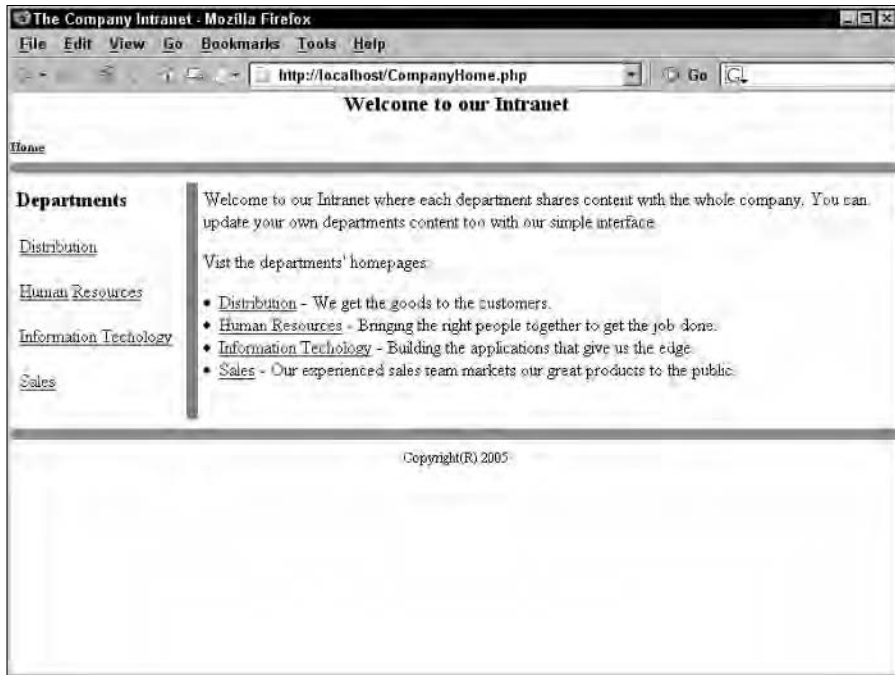 The Company Intranet - Mozilla Firefox
File Edit View Go Bookmarks Tools Help
http://localhost/CompanyHome.php Go
Welcome to our Intranet
Home
Departments
Distribution
Human Resources
Information Techology
Sales
Welcome to our Intranet where each department shares content with the whole company. You can
update your own departments content too with our simple interface
Vist the departments' homepages:
• Distribution - We get the goods to the customers.
• Human Resources - Bringing the right people together to get the job done.
• Information Techology - Building the applications that give us the edge.
• Sales - Our experienced sales team markets our great products to the public.
Copyright(R) 2005